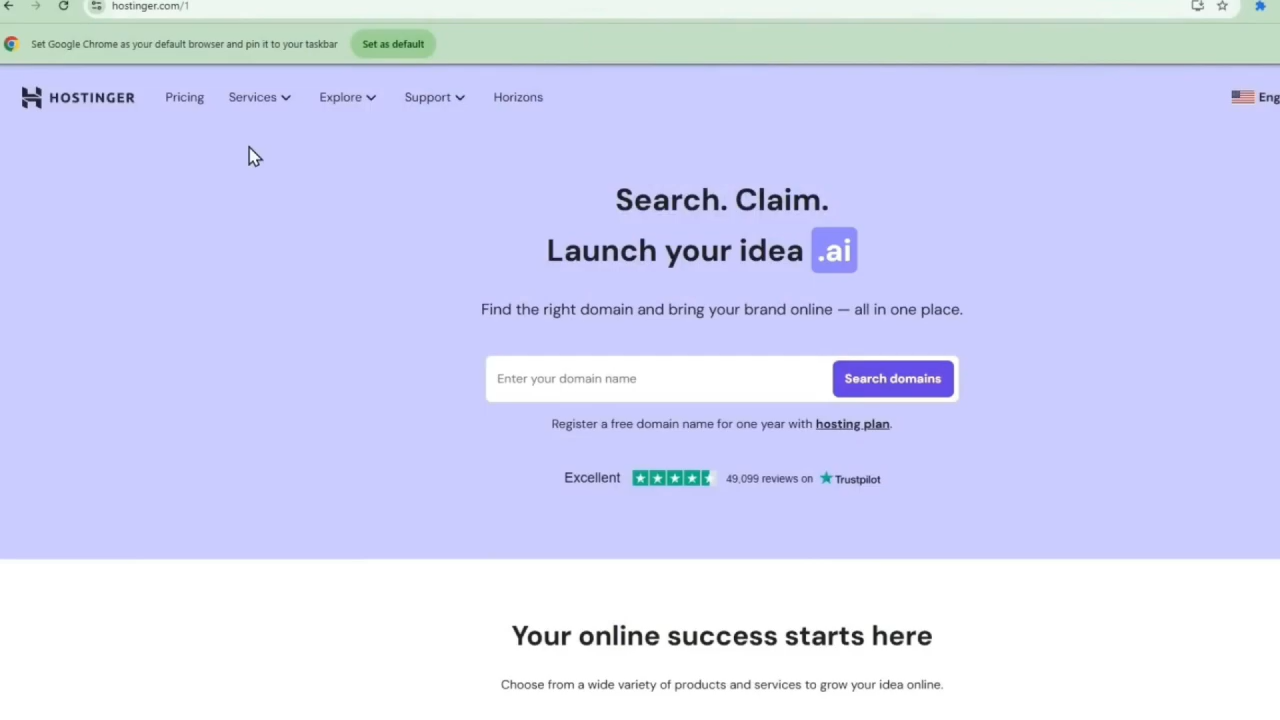 hostinger.com/1
Set Google Chrome as your default browser and pin it to your taskbar Set as default
HOSTINGER Pricing Services Explore Support Horizons Eng
Search. Claim.
Launch your idea .ai
Find the right domain and bring your brand online — all in one place.
Enter your domain name Search domains
Register a free domain name for one year with hosting plan.
Excellent 49,099 reviews on Trustpilot
Your online success starts here
Choose from a wide variety of products and services to grow your idea online.